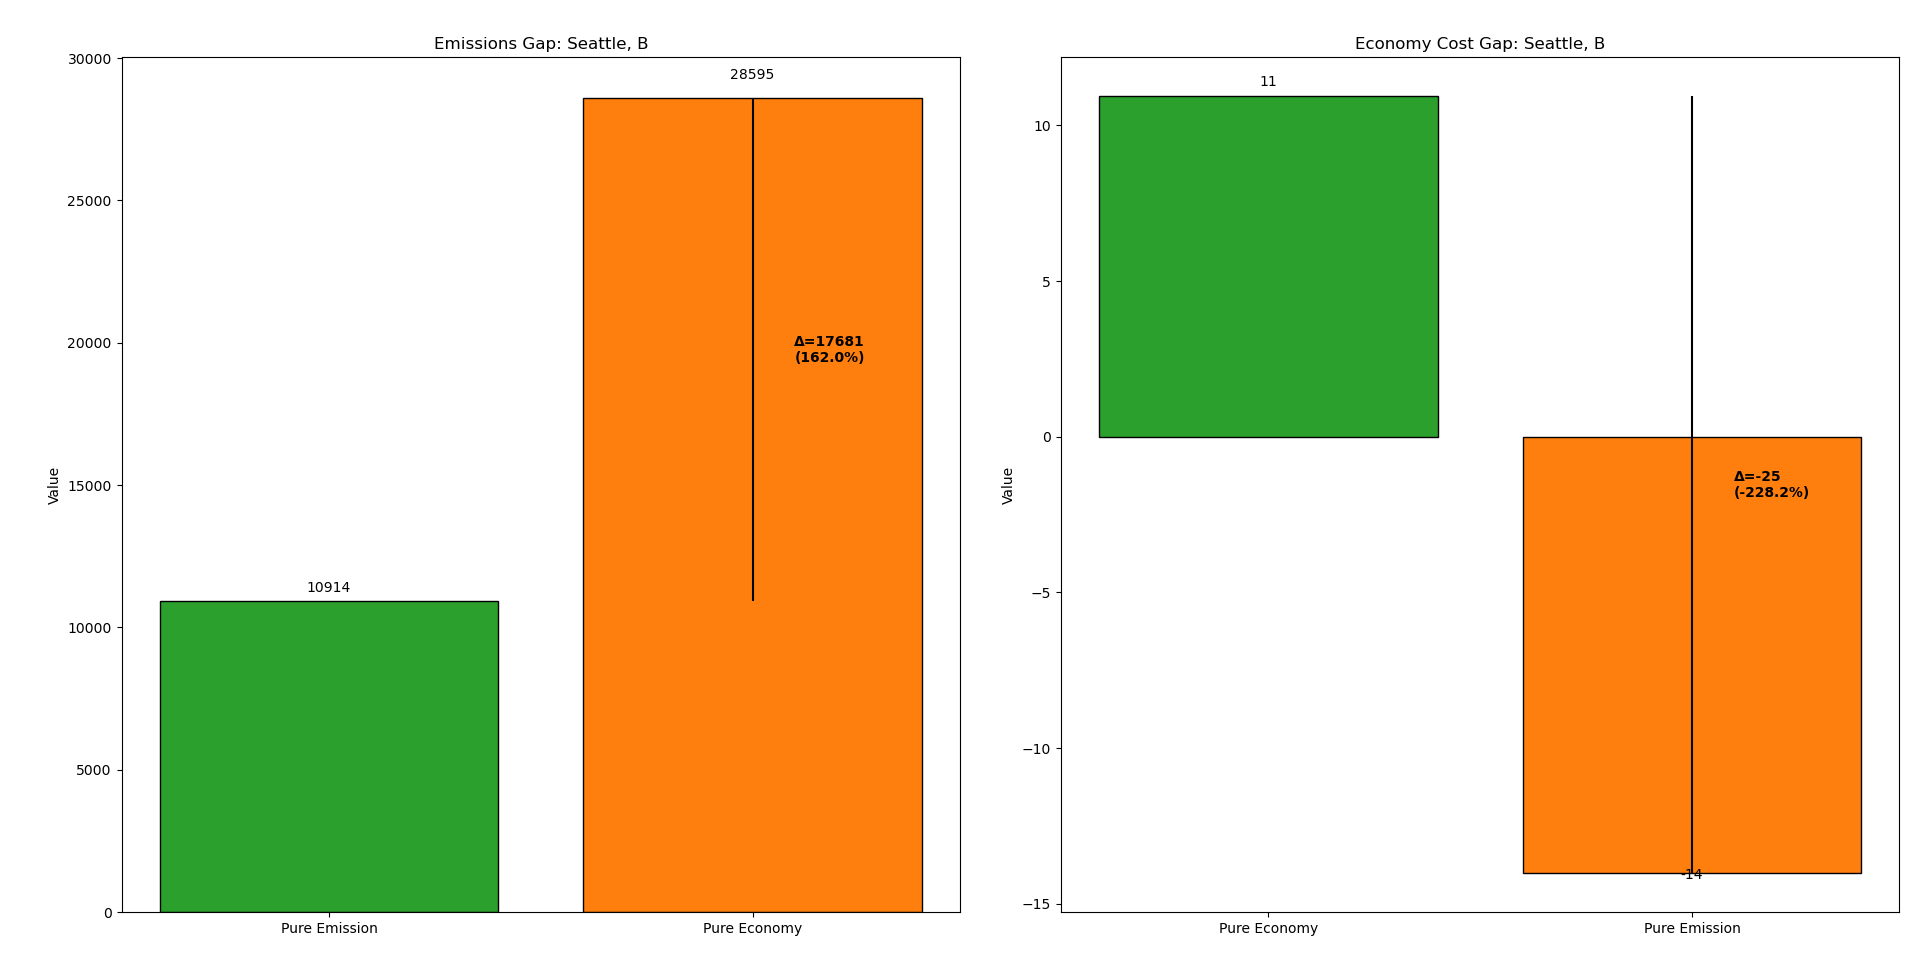 Emissions Gap: Seattle, B
30000
25000
20000
15000
10000
5000
0
Value
28595
Δ=17681
(162.0%)
10914
Pure Emission
Pure Economy
Economy Cost Gap: Seattle, B
10
5
0
−5
−10
−15
Value
11
Δ=-25
(-228.2%)
-14
Pure Economy
Pure Emission